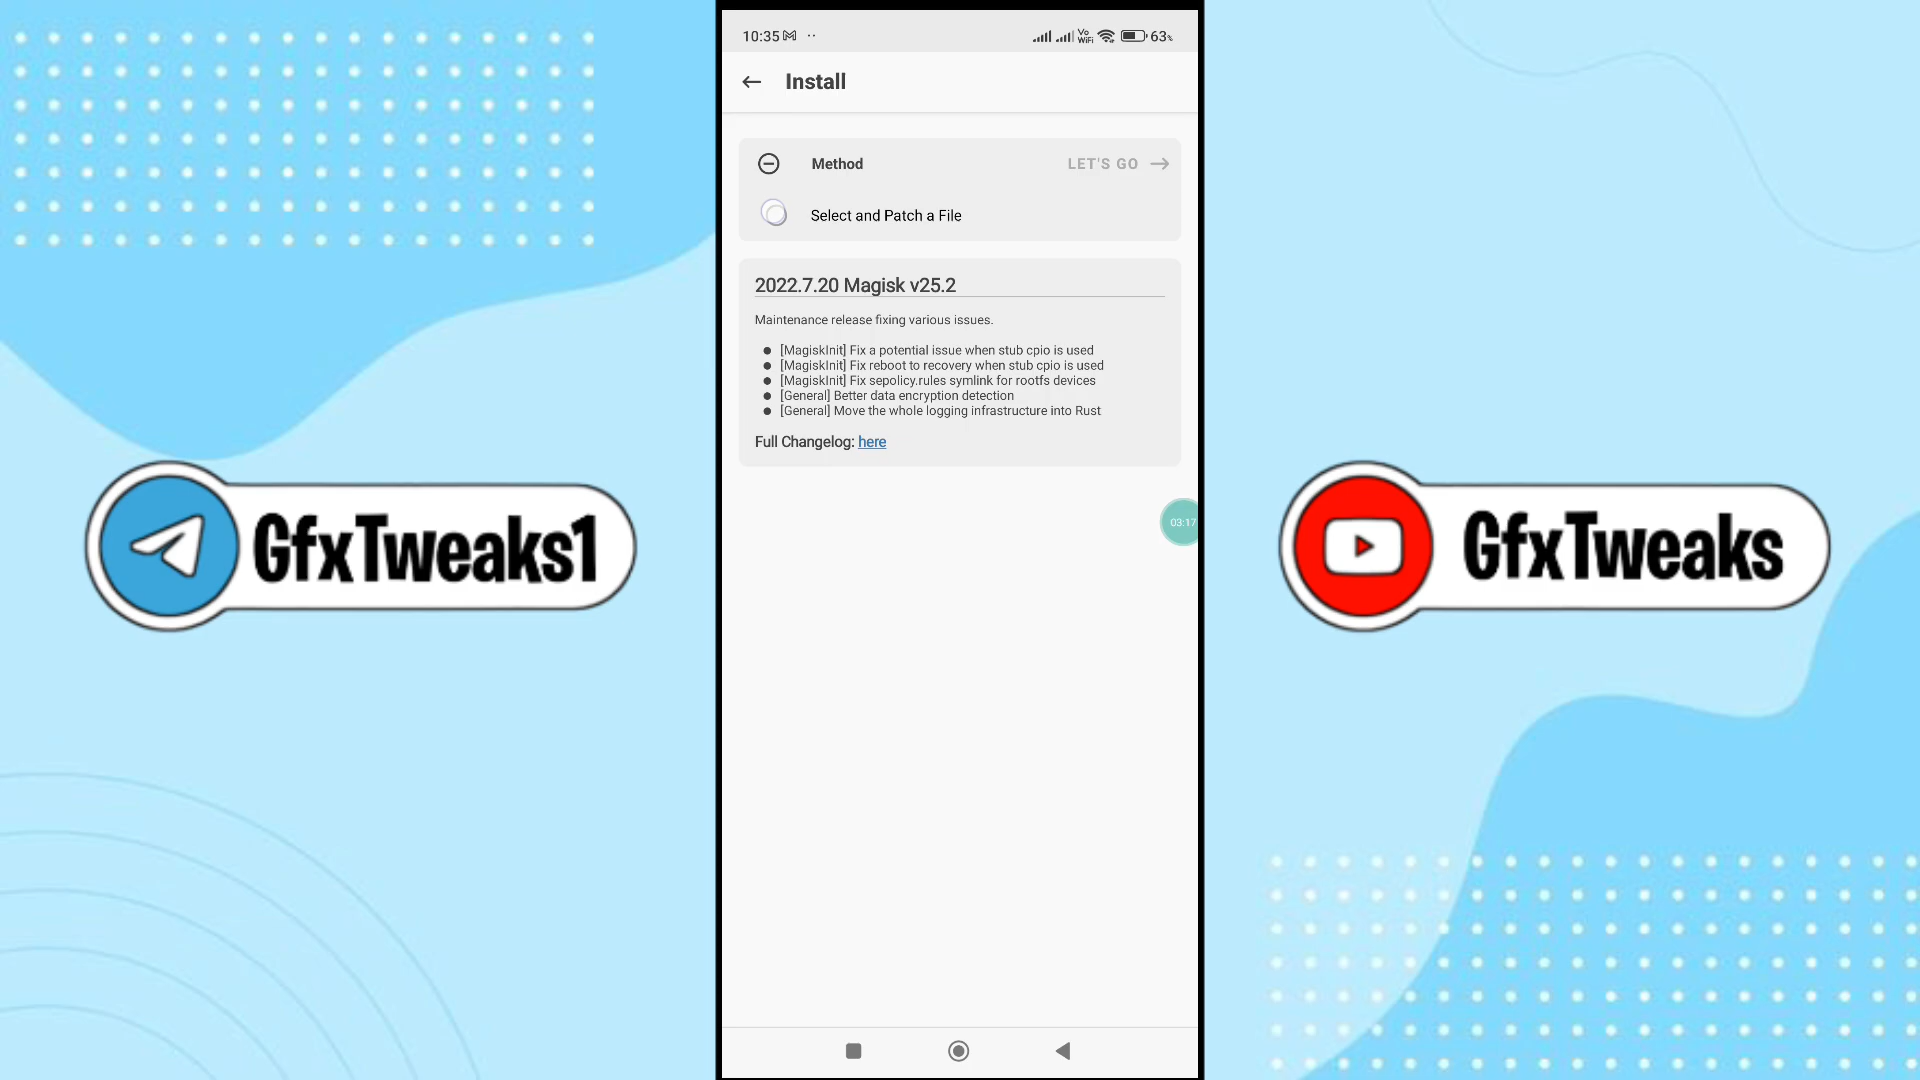 10:35
Vo
WiFi
63%
Install
Method
LET'S GO
Select and Patch a File
2022.7.20 Magisk v25.2
Maintenance release fixing various issues.
[MagiskInit] Fix a potential issue when stub cpio is used
[MagiskInit] Fix reboot to recovery when stub cpio is used
[MagiskInit] Fix sepolicy.rules symlink for rootfs devices
[General] Better data encryption detection
[General] Move the whole logging infrastructure into Rust
Full Changelog: here
03:17
GfxTweaks1
GfxTweaks